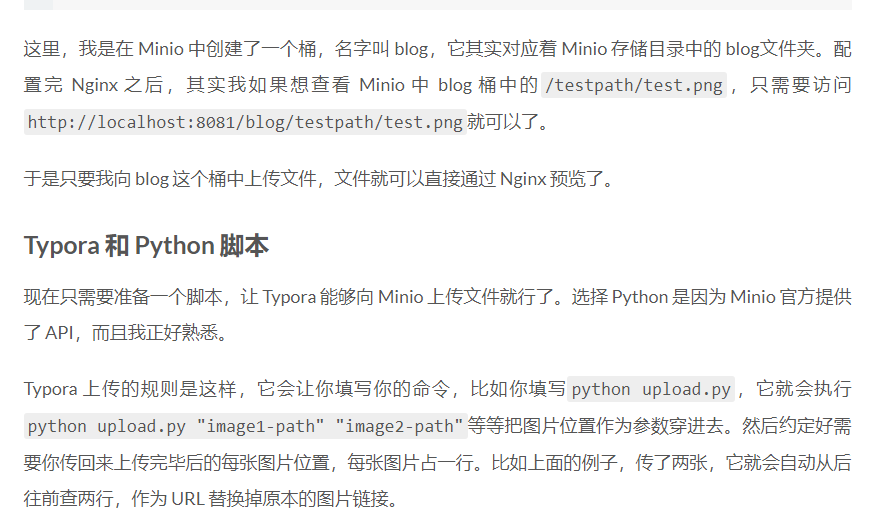 这里，我是在 Minio 中创建了一个桶，名字叫 blog，它其实对应着 Minio 存储目录中的 blog文件夹。配
置完 Nginx 之后，其实我如果想查看 Minio 中 blog 桶中的 /testpath/test.png ，只需要访问
http://localhost:8081/blog/testpath/test.png 就可以了。
于是只要我向 blog 这个桶中上传文件，文件就可以直接通过 Nginx 预览了。
Typora 和 Python 脚本
现在只需要准备一个脚本，让 Typora 能够向 Minio 上传文件就行了。选择 Python 是因为 Minio 官方提供
了 API，而且我正好熟悉。
Typora 上传的规则是这样，它会让你填写你的命令，比如你填写 python upload.py ，它就会执行
python upload.py "image1-path" "image2-path" 等等把图片位置作为参数穿进去。然后约定好需
要你传回来上传完毕后的每张图片位置，每张图片占一行。比如上面的例子，传了两张，它就会自动从后
往前查两行，作为 URL 替换掉原本的图片链接。